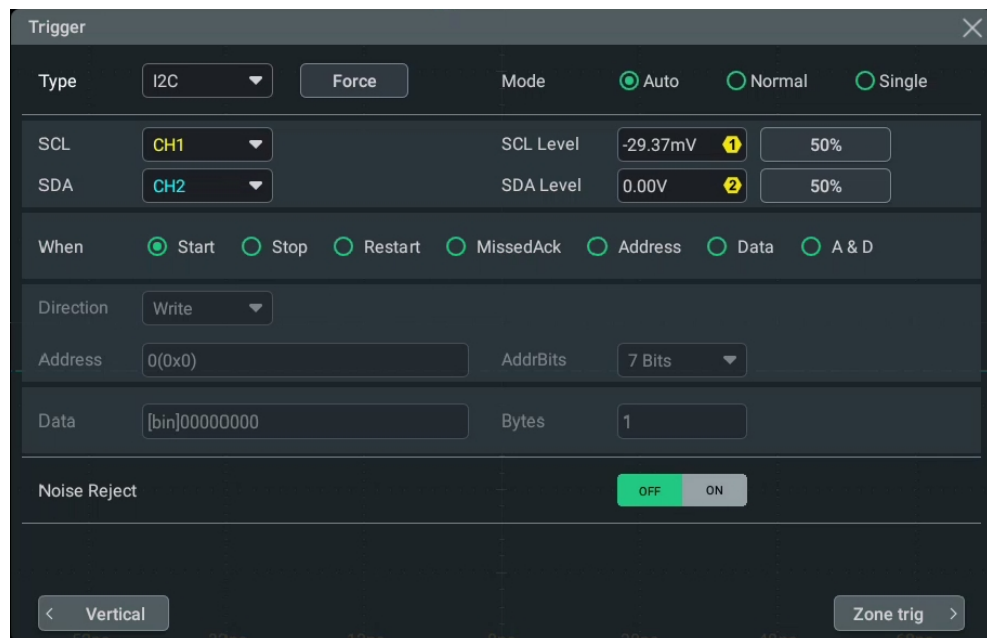 Trigger
Type I2C Force Mode Auto Normal Single
SCL CH1 SCL Level -29.37mV 1 50%
SDA CH2 SDA Level 0.00V 2 50%
When Start Stop Restart MissedAck Address Data A & D
Direction Write
Address 0(0x0) AddrBits 7 Bits
Data [bin]00000000 Bytes 1
Noise Reject OFF ON
< Vertical Zone trig >